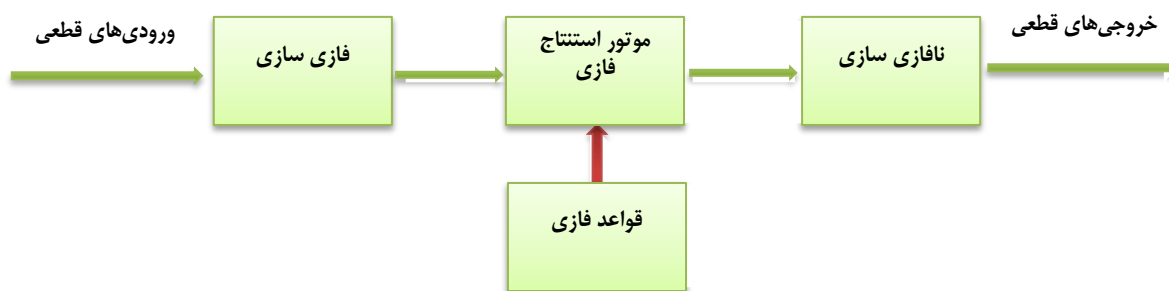 ورودی‌های قطعی
فازی سازی
موتور استنتاج
فازی
نافازی سازی
خروجی‌های قطعی
قواعد فازی